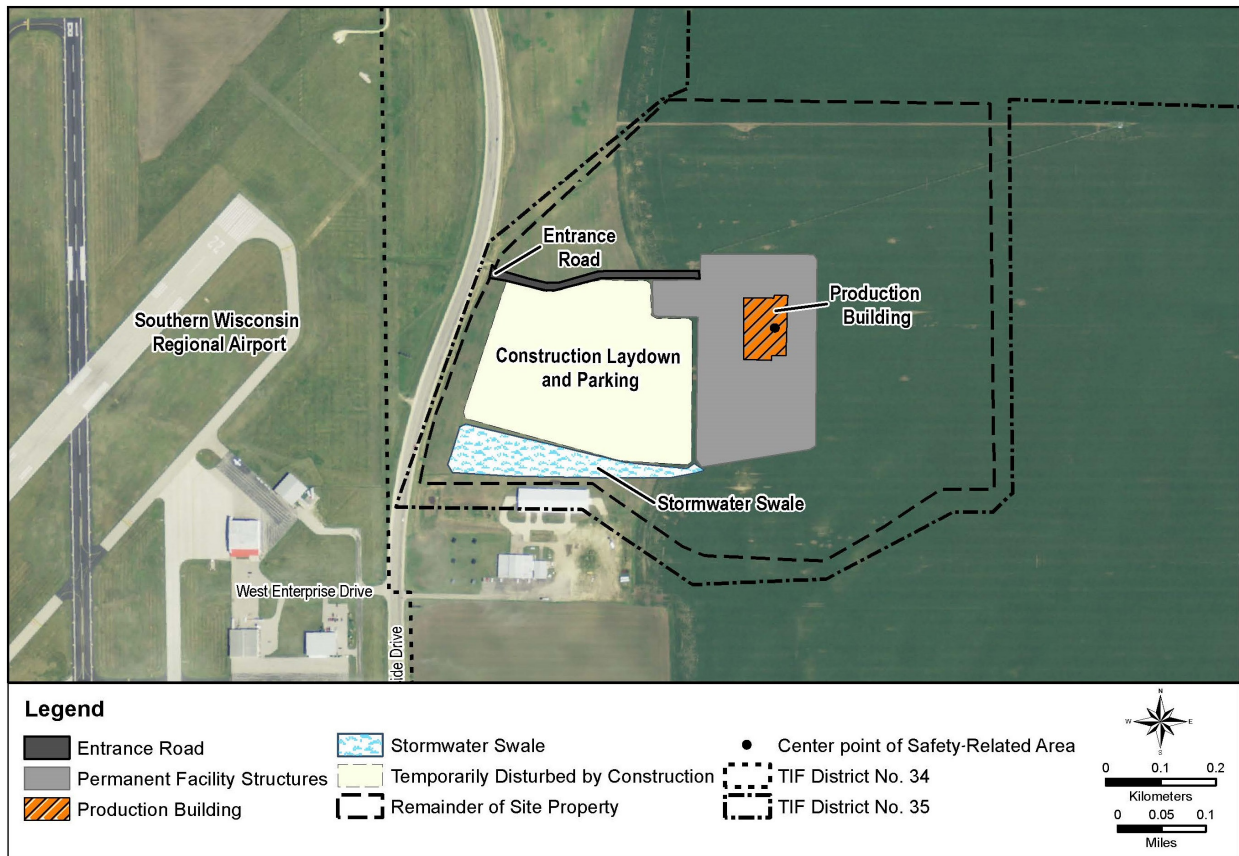 Entrance
Road
Southern Wisconsin
Regional Airport
Production
Building
Construction Laydown
and Parking
Stormwater Swale
West Enterprise Drive
ide Drive
Legend
Entrance Road
Permanent Facility Structures
Production Building
Stormwater Swale
Temporarily Disturbed by Construction
Remainder of Site Property
Center point of Safety-Related Area
TIF District No. 34
TIF District No. 35
N
W E
S
0 0.1 0.2
Kilometers
0 0.05 0.1
Miles